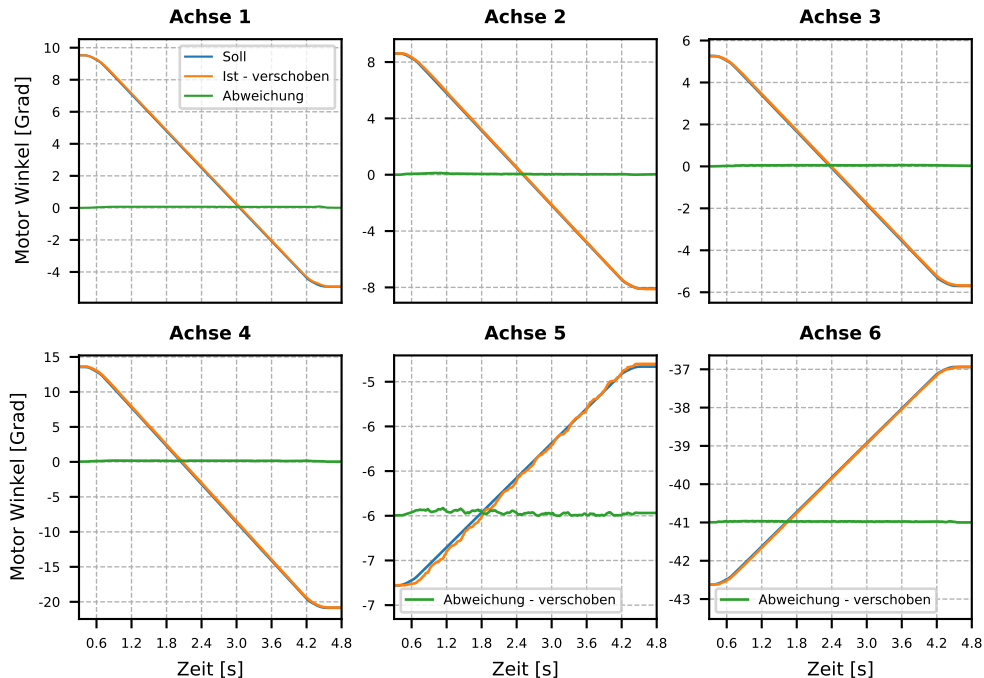 Achse 1 Achse 2 Achse 3
Motor Winkel [Grad]
10
8
6
4
2
0
-2
-4
Soll
Ist - verschoben
Abweichung
8
4
0
-4
-8
6
4
2
0
-2
-4
-6
Achse 4 Achse 5 Achse 6
Motor Winkel [Grad]
15
10
5
0
-5
-10
-15
-20
0.6 1.2 1.8 2.4 3.0 3.6 4.2 4.8
Zeit [s]
-5
-6
-6
-6
-7
-7
Abweichung - verschoben
0.6 1.2 1.8 2.4 3.0 3.6 4.2 4.8
Zeit [s]
-37
-38
-39
-40
-41
-42
-43
Abweichung - verschoben
0.6 1.2 1.8 2.4 3.0 3.6 4.2 4.8
Zeit [s]